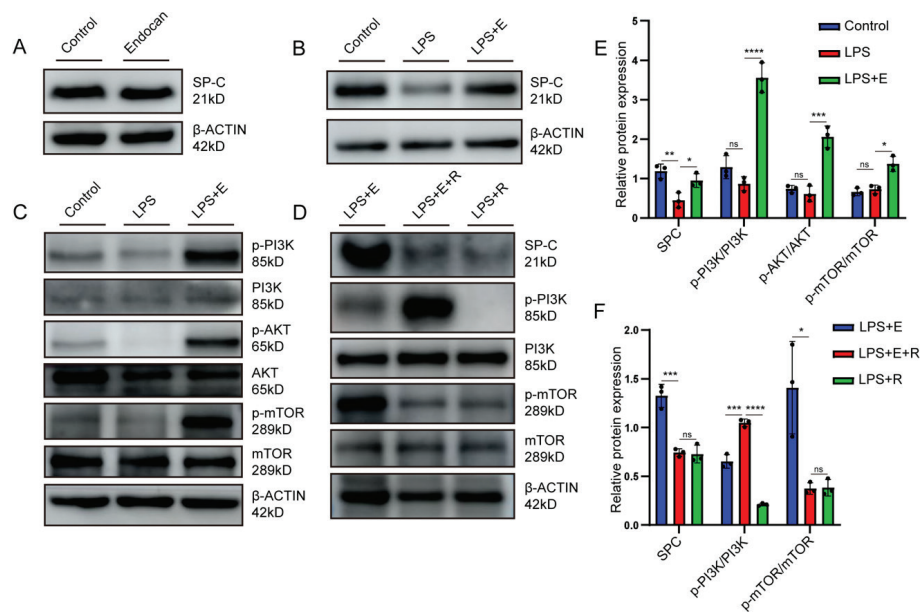 A
Control
Endocan
SP-C
21kD
β-ACTIN
42kD
B
Control
LPS
LPS+E
SP-C
21kD
β-ACTIN
42kD
C
Control
LPS
LPS+E
p-PI3K
85kD
PI3K
85kD
p-AKT
65kD
AKT
65kD
p-mTOR
289kD
mTOR
289kD
β-ACTIN
42kD
D
LPS+E
LPS+E+R
LPS+R
SP-C
21kD
p-PI3K
85kD
PI3K
85kD
p-mTOR
289kD
mTOR
289kD
β-ACTIN
42kD
E
Control
LPS
LPS+E
Relative protein expression
5
4
3
2
1
0
** *
ns ****
ns ***
ns *
SPC
p-PI3K/PI3K
p-AKT/AKT
p-mTOR/mTOR
F
LPS+E
LPS+E+R
LPS+R
Relative protein expression
2.0
1.5
1.0
0.5
0.0
*** ns
*** ****
* ns
SPC
p-PI3K/PI3K
p-mTOR/mTOR